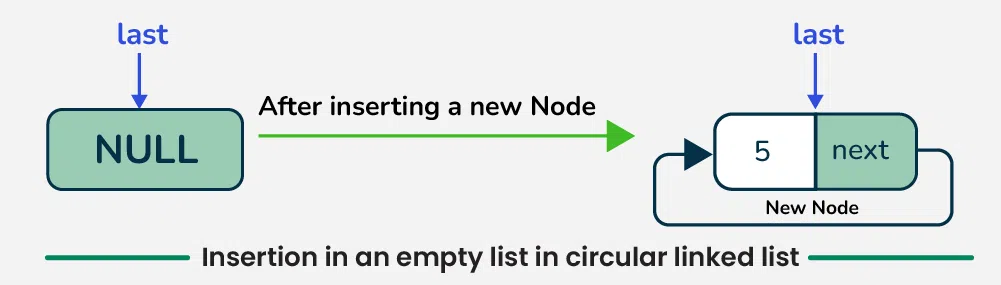 last
last
NULL
After inserting a new Node
5
next
New Node
Insertion in an empty list in circular linked list